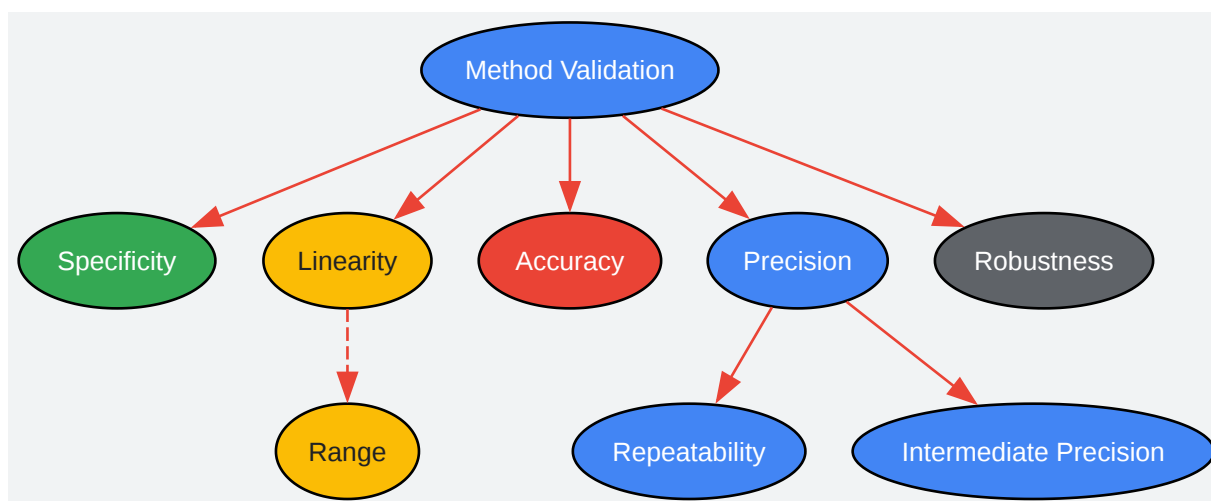 Method Validation
Specificity
Linearity
Accuracy
Precision
Robustness
Range
Repeatability
Intermediate Precision